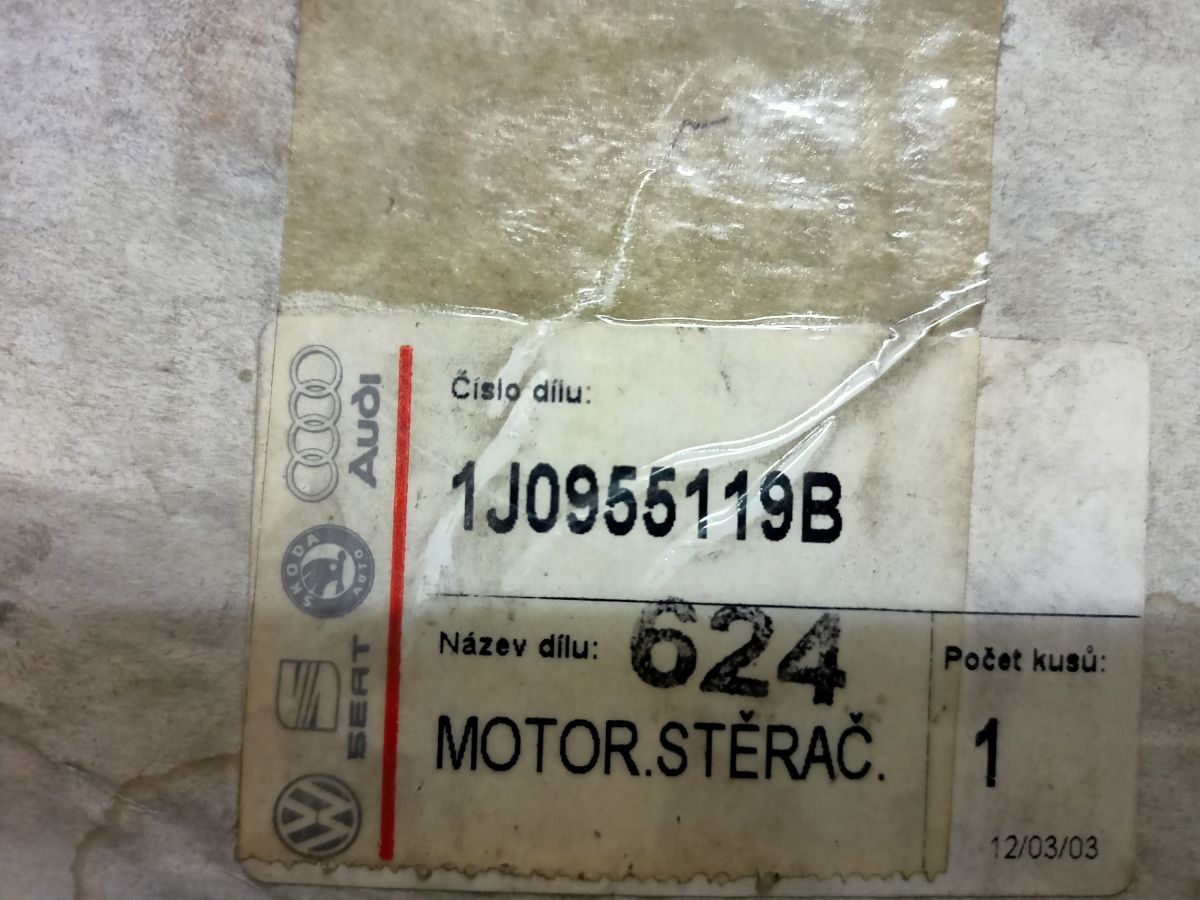 Audi
Číslo dílu:
1J0955119B
ŠKODA
AUTO
SEAT
Název dílu:
624
Počet kusů:
MOTOR.STĚRAČ.
1
12/03/03